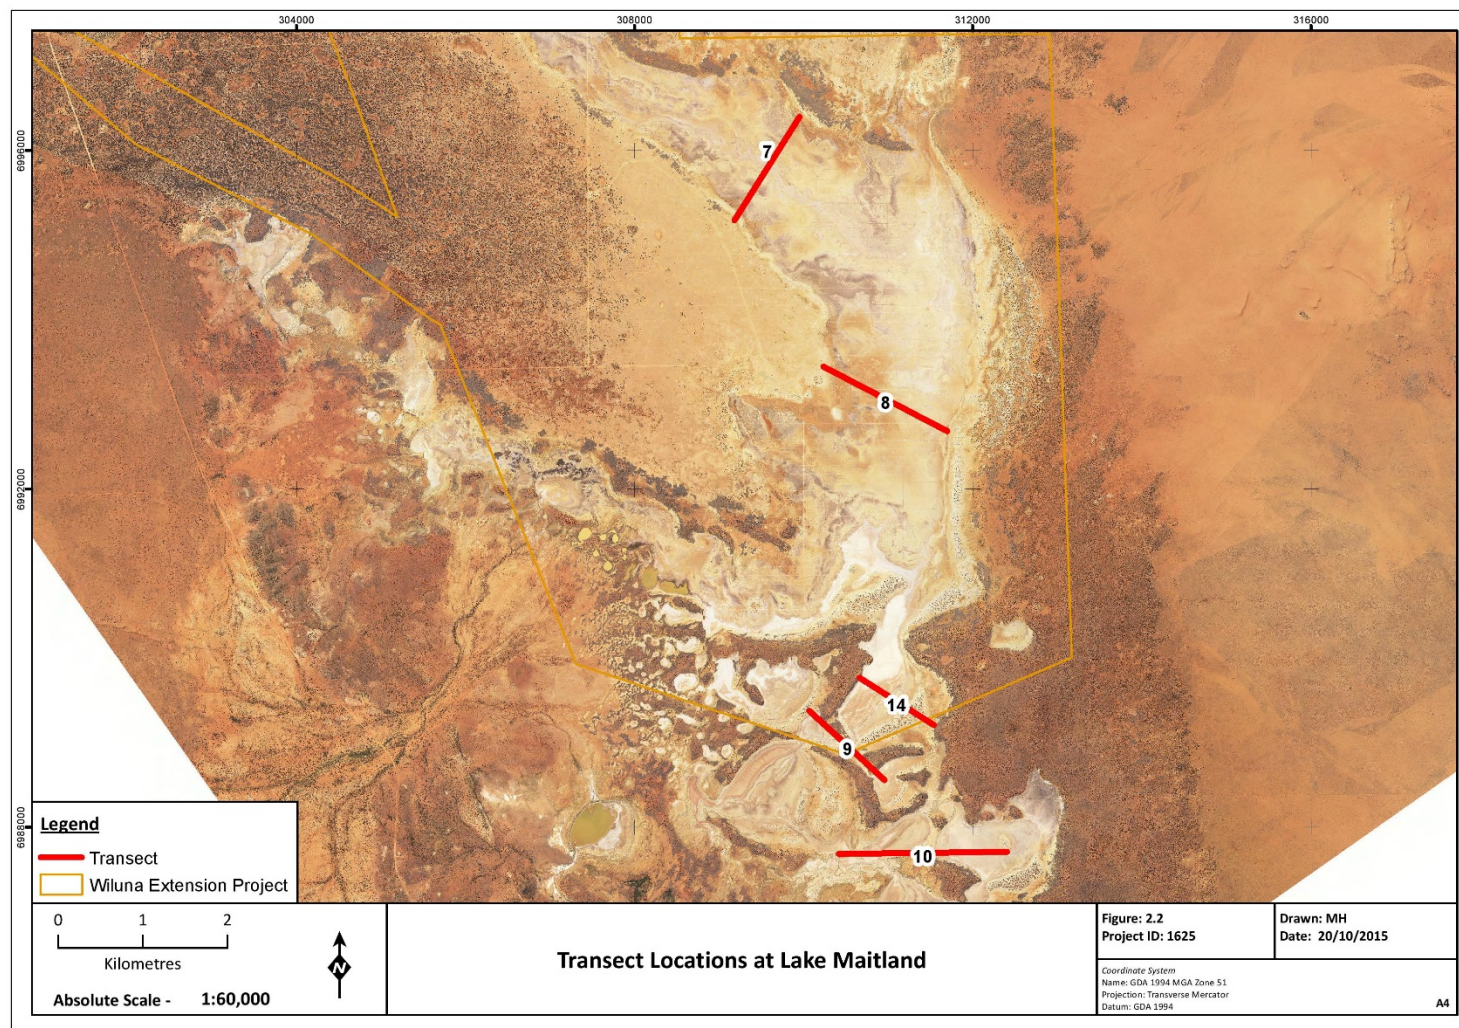 304000
308000
312000
316000
6996000
6992000
6988000
7
8
14
9
10
Legend
Transect
Wiluna Extension Project
0 1 2
Kilometres
N
Absolute Scale - 1:60,000
Transect Locations at Lake Maitland
Figure: 2.2
Project ID: 1625
Drawn: MH
Date: 20/10/2015
Coordinate System
Name: GDA 1994 MGA Zone 51
Projection: Transverse Mercator
Datum: GDA 1994
A4